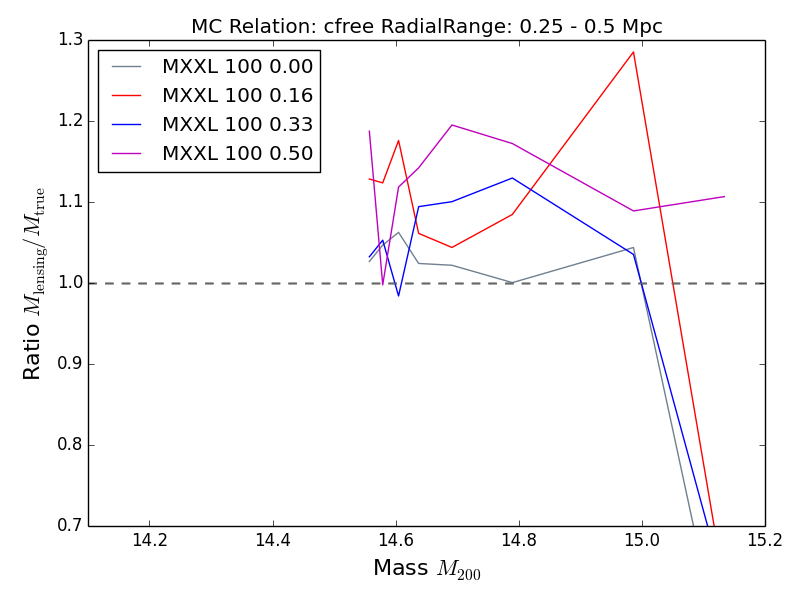 MC Relation: cfree RadialRange: 0.25 - 0.5 Mpc
1.3
1.2
1.1
1.0
0.9
0.8
0.7
Ratio M_lensing/M_true
MXXL 100 0.00
MXXL 100 0.16
MXXL 100 0.33
MXXL 100 0.50
14.2 14.4 14.6 14.8 15.0 15.2
Mass M_200